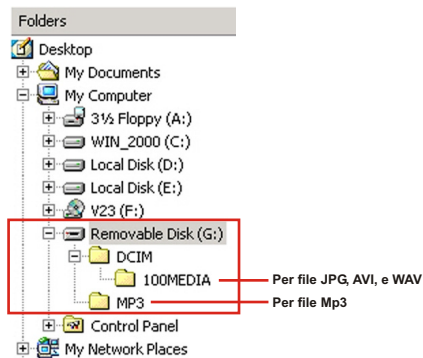 Folders
Desktop
My Documents
My Computer
3½ Floppy (A:)
WIN_2000 (C:)
Local Disk (D:)
Local Disk (E:)
V23 (F:)
Removable Disk (G:)
DCIM
100MEDIA Per file JPG, AVI, e WAV
MP3 Per file Mp3
Control Panel
My Network Places